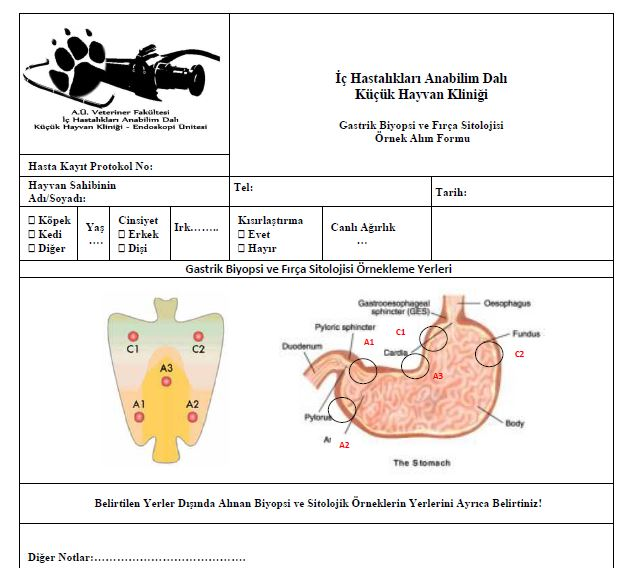 A.Ü. Veteriner Fakültesi
İç Hastalıkları Anabilim Dalı
Küçük Hayvan Kliniği - Endoskopi Ünitesi
İç Hastalıkları Anabilim Dalı
Küçük Hayvan Kliniği
Gastrik Biyopsi ve Fırça Sitolojisi
Örnek Alım Formu
Hasta Kayıt Protokol No:
Hayvan Sahibinin
Adı/Soyadı:
Tel:
Tarih:
☐ Köpek
☐ Kedi
☐ Diğer
Yaş
....
Cinsiyet
☐ Erkek
☐ Dişi
Irk........
Kısırlaştırma
☐ Evet
☐ Hayır
Canlı Ağırlık
...
Gastrik Biyopsi ve Fırça Sitolojisi Örnekleme Yerleri
C1
C2
A3
A1
A2
Gastroesophageal
sphincter (GES)
Oesophagus
Pyloric sphincter
C1
Fundus
Duodenum
A1
Cardia
C2
A3
Pylorus
Body
A2
The Stomach
Belirtilen Yerler Dışında Alınan Biyopsi ve Sitolojik Örneklerin Yerlerini Ayrıca Belirtiniz!
Diğer Notlar:......................................